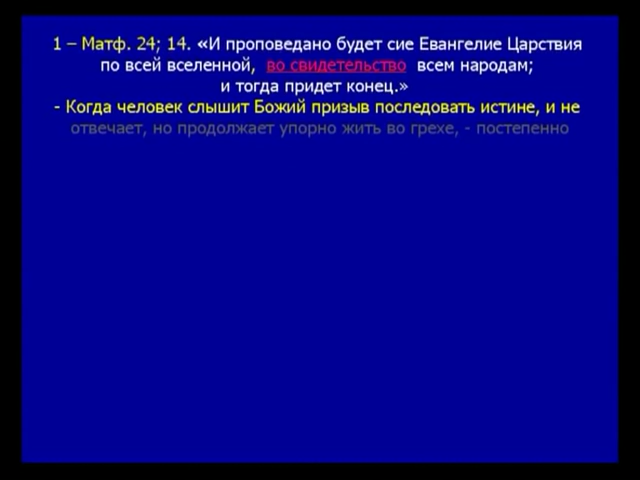 1 – Матф. 24; 14. «И проповедано будет сие Евангелие Царствия
по всей вселенной, во свидетельство всем народам;
и тогда придет конец.»
- Когда человек слышит Божий призыв последовать истине, и не
отвечает, но продолжает упорно жить во грехе, - постепенно